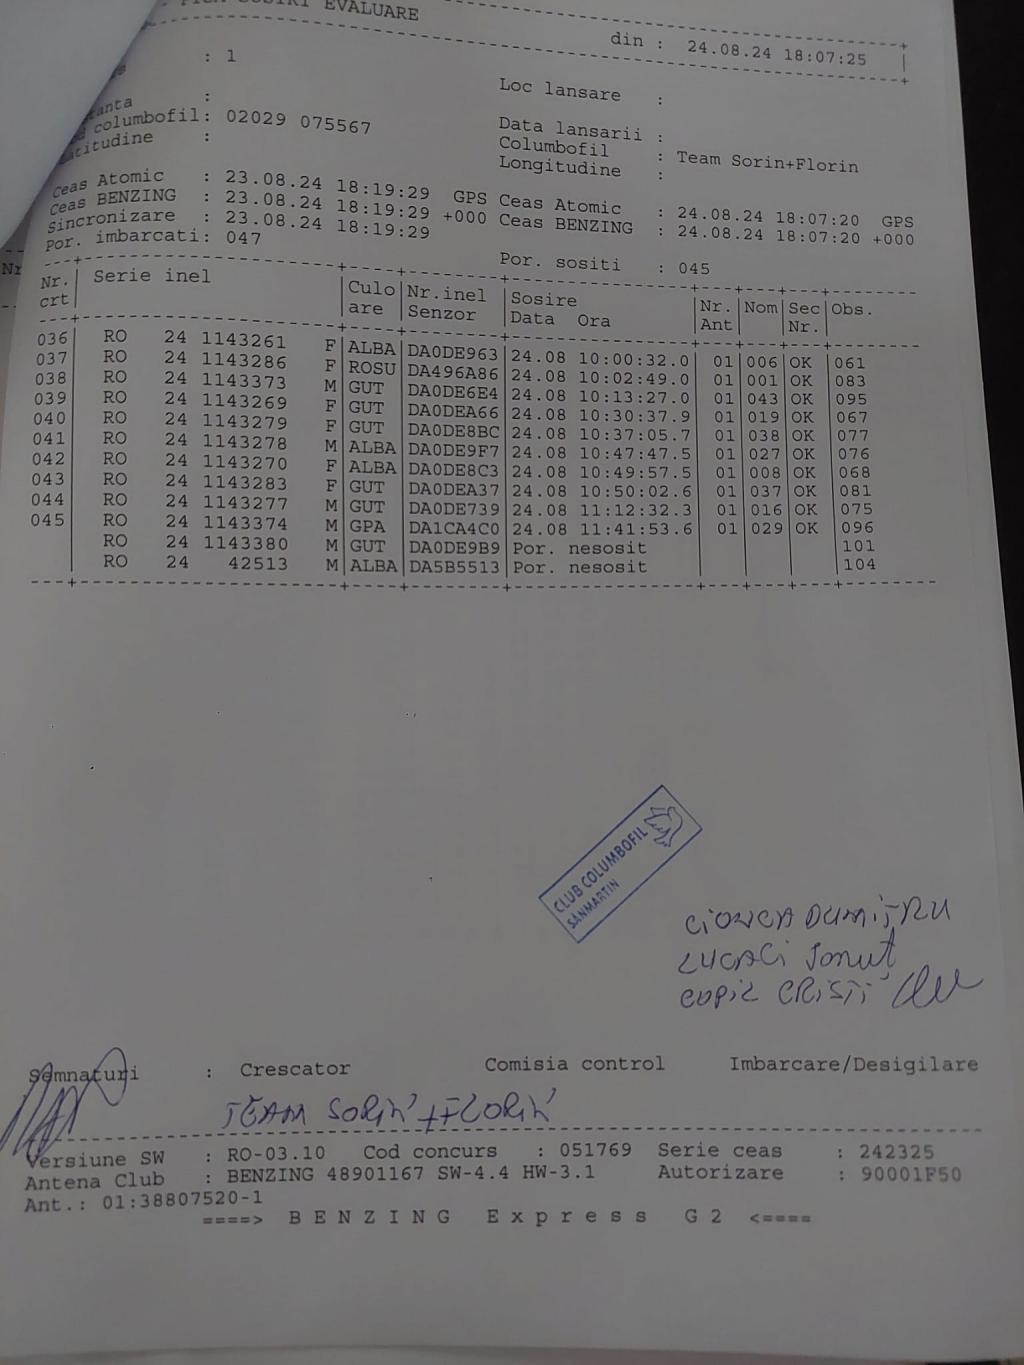 EVALUARE
din : 24.08.24 18:07:25
: 1
Loc lansare :
:
columbofil: 02029 075567
Data lansarii :
:
Columbofil : Team Sorin+Florin
Longitudine :
Ceas Atomic : 23.08.24 18:19:29 GPS Ceas Atomic : 24.08.24 18:07:20 GPS
Ceas BENZING : 23.08.24 18:19:29 +000 Ceas BENZING : 24.08.24 18:07:20 +000
Sincronizare : 23.08.24 18:19:29
Por. imbarcati: 047 Por. sositi : 045
Nr. Serie inel Culo Nr.inel Sosire Nr. Nom Sec Obs.
crt are Senzor Data Ora Ant Nr.
036 RO 24 1143261 F ALBA DA0DE963 24.08 10:00:32.0 01 006 OK 061
037 RO 24 1143286 F ROSU DA496A86 24.08 10:02:49.0 01 001 OK 083
038 RO 24 1143373 M GUT DA0DE6E4 24.08 10:13:27.0 01 043 OK 095
039 RO 24 1143269 F GUT DA0DEA66 24.08 10:30:37.9 01 019 OK 067
040 RO 24 1143279 F GUT DA0DE8BC 24.08 10:37:05.7 01 038 OK 077
041 RO 24 1143278 M ALBA DA0DE9F7 24.08 10:47:47.5 01 027 OK 076
042 RO 24 1143270 F ALBA DA0DE8C3 24.08 10:49:57.5 01 008 OK 068
043 RO 24 1143283 F GUT DA0DEA37 24.08 10:50:02.6 01 037 OK 081
044 RO 24 1143277 M GUT DA0DE739 24.08 11:12:32.3 01 016 OK 075
045 RO 24 1143374 M GPA DA1CA4C0 24.08 11:41:53.6 01 029 OK 096
RO 24 1143380 M GUT DA0DE9B9 Por. nesosit 101
RO 24 42513 M ALBA DA5B5513 Por. nesosit 104
CLUB COLUMBOFIL
SÂNMARTIN
CIONCA DUMITRU
LUCACI Ionuț
COPIL CRISTI
Semnaturi : Crescator Comisia control Imbarcare/Desigilare
TEAM SORIN+FLORIN
Versiune SW : RO-03.10 Cod concurs : 051769 Serie ceas : 242325
Antena Club : BENZING 48901167 SW-4.4 HW-3.1 Autorizare : 90001F50
Ant.: 01:38807520-1
====> BENZING Express G2 <====